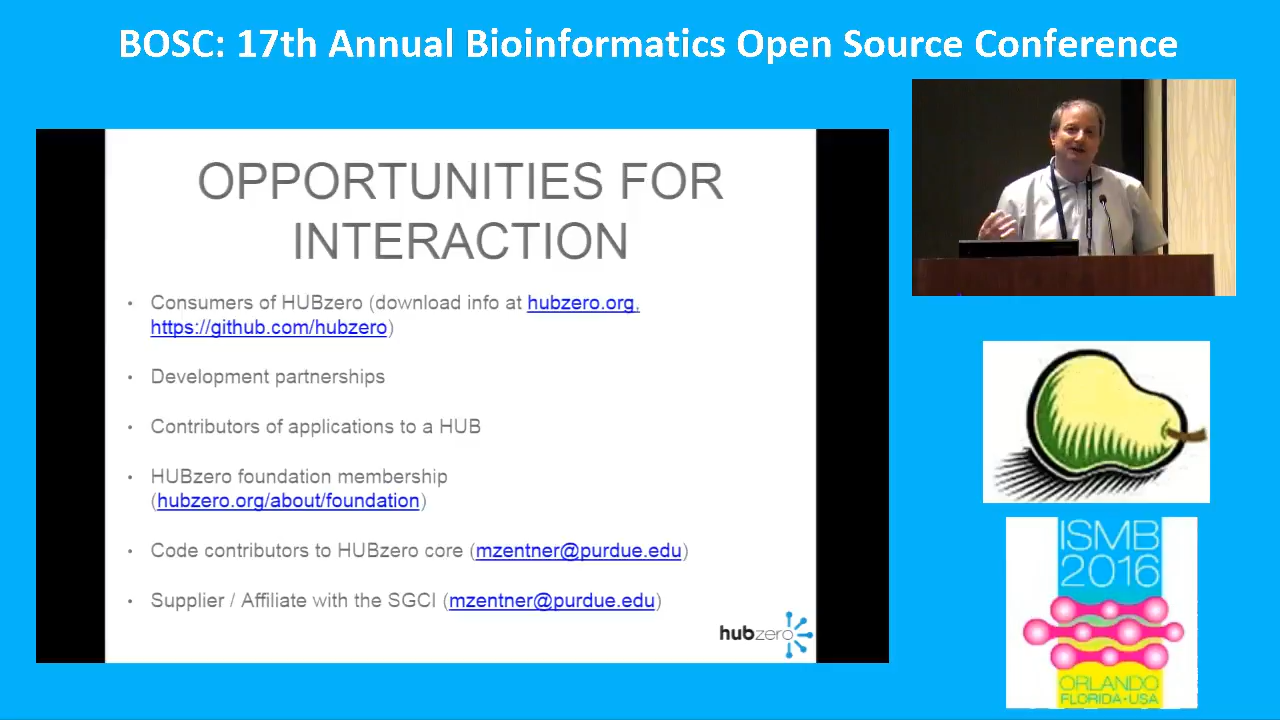 BOSC: 17th Annual Bioinformatics Open Source Conference
OPPORTUNITIES FOR
INTERACTION
• Consumers of HUBzero (download info at hubzero.org,
https://github.com/hubzero)
• Development partnerships
• Contributors of applications to a HUB
• HUBzero foundation membership
(hubzero.org/about/foundation)
• Code contributors to HUBzero core (mzentner@purdue.edu)
• Supplier / Affiliate with the SGCI (mzentner@purdue.edu)
hubzero
ISMB
2016
ORLANDO
FLORIDA•USA